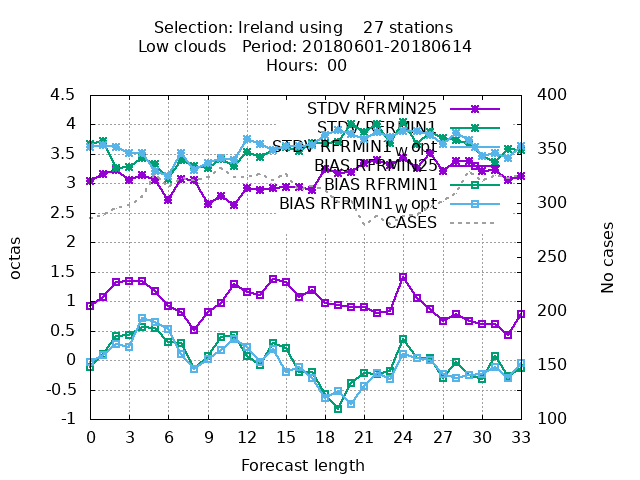 Selection: Ireland using 27 stations
Low clouds Period: 20180601-20180614
Hours: 00
4.5
4
3.5
3
2.5
2
1.5
1
0.5
0
-0.5
-1
octas
400
350
300
250
200
150
100
No cases
STDV RFRMIN25
STDV RFRMIN1
STDV RFRMIN1w opt
BIAS RFRMIN25
BIAS RFRMIN1
BIAS RFRMIN1w opt
CASES
0 3 6 9 12 15 18 21 24 27 30 33
Forecast length